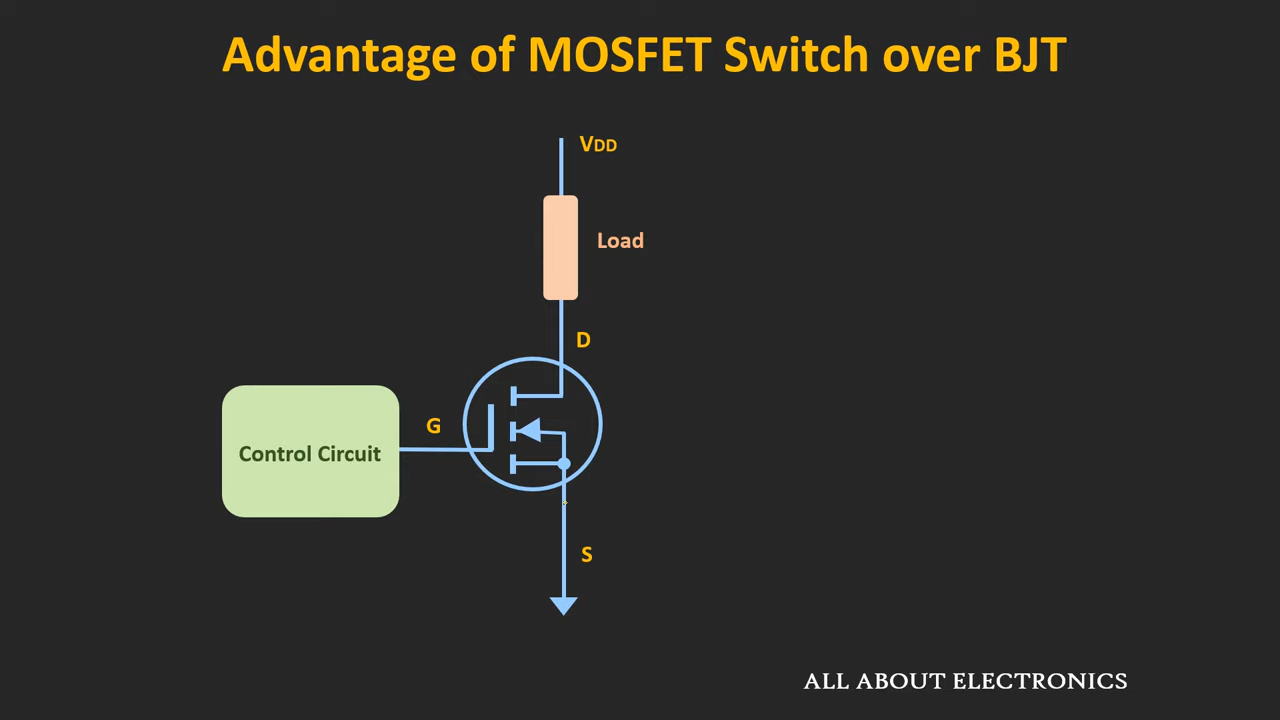 Advantage of MOSFET Switch over BJT
VDD
Load
D
G
Control Circuit
S
ALL ABOUT ELECTRONICS